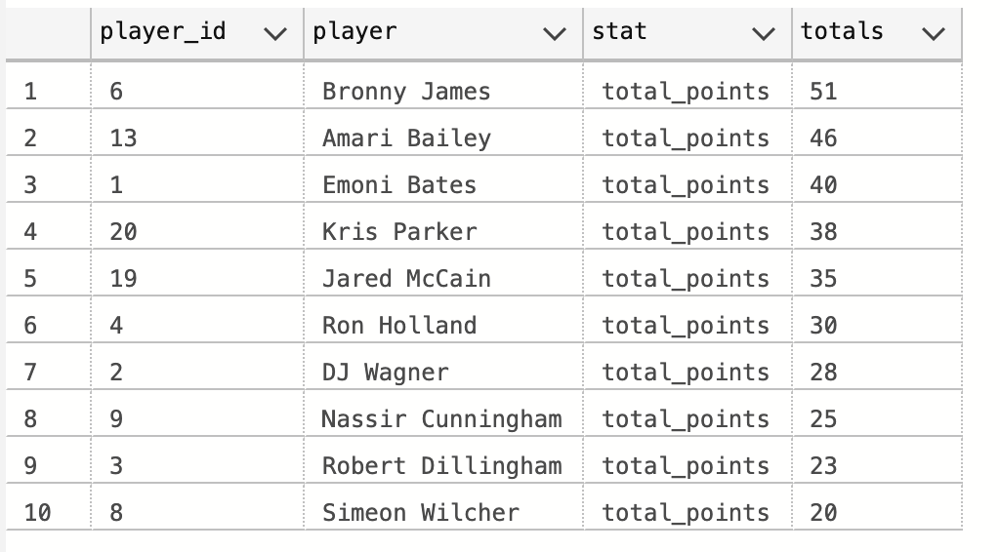 player_id player stat totals
1 6 Bronny James total_points 51
2 13 Amari Bailey total_points 46
3 1 Emoni Bates total_points 40
4 20 Kris Parker total_points 38
5 19 Jared McCain total_points 35
6 4 Ron Holland total_points 30
7 2 DJ Wagner total_points 28
8 9 Nassir Cunningham total_points 25
9 3 Robert Dillingham total_points 23
10 8 Simeon Wilcher total_points 20